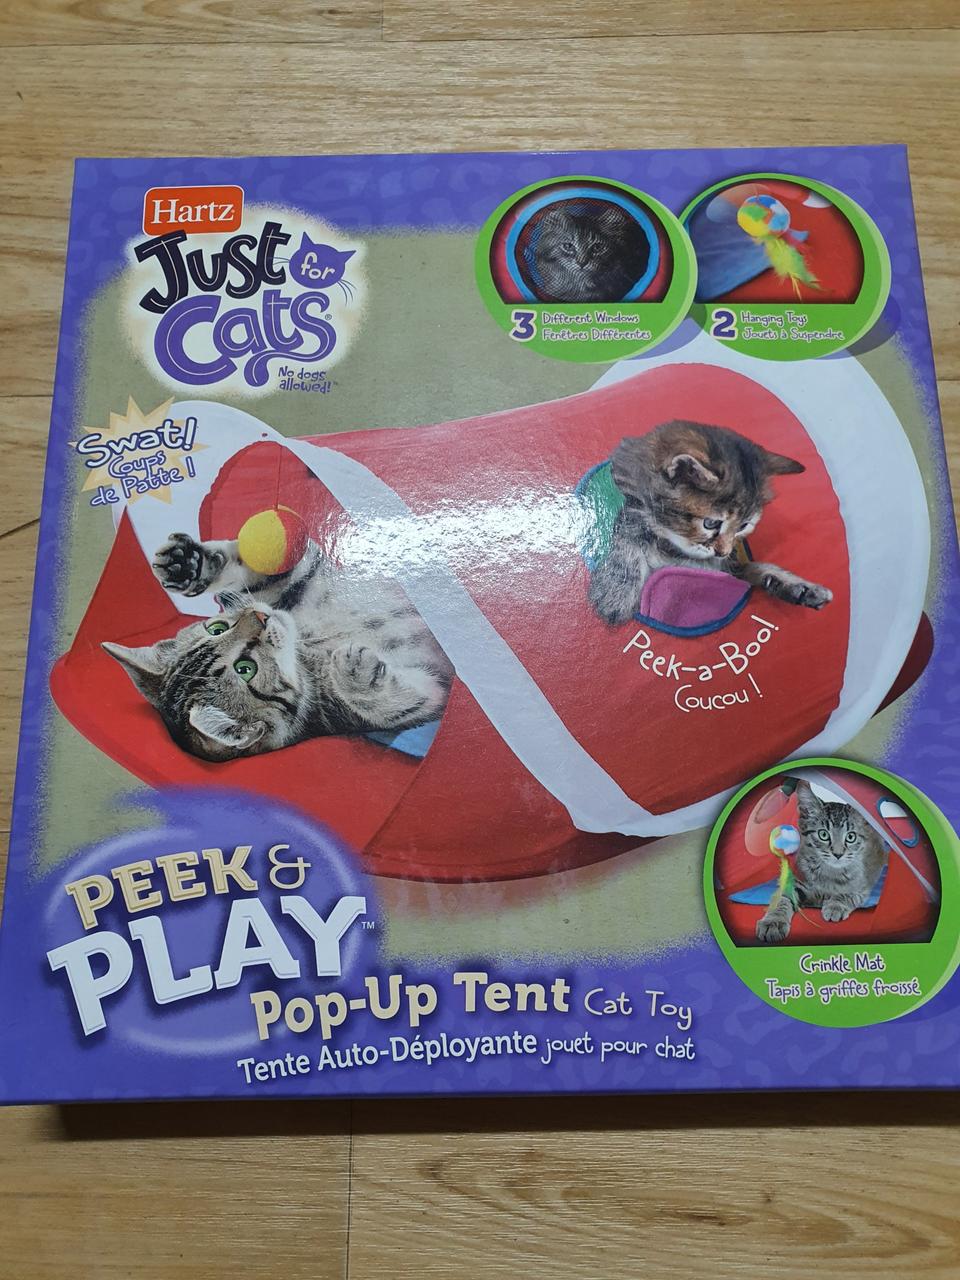 Hartz
Just for
Cats®
No dogs
allowed!™
3 Different Windows
Fenêtres Différentes
2 Hanging Toys
Jouets à Suspendre
Swat!
Coups
de Patte !
Peek-a-Boo!
Coucou !
PEEK &
PLAY™
Pop-Up Tent Cat Toy
Tente Auto-Déployante jouet pour chat
Crinkle Mat
Tapis à griffes froissé